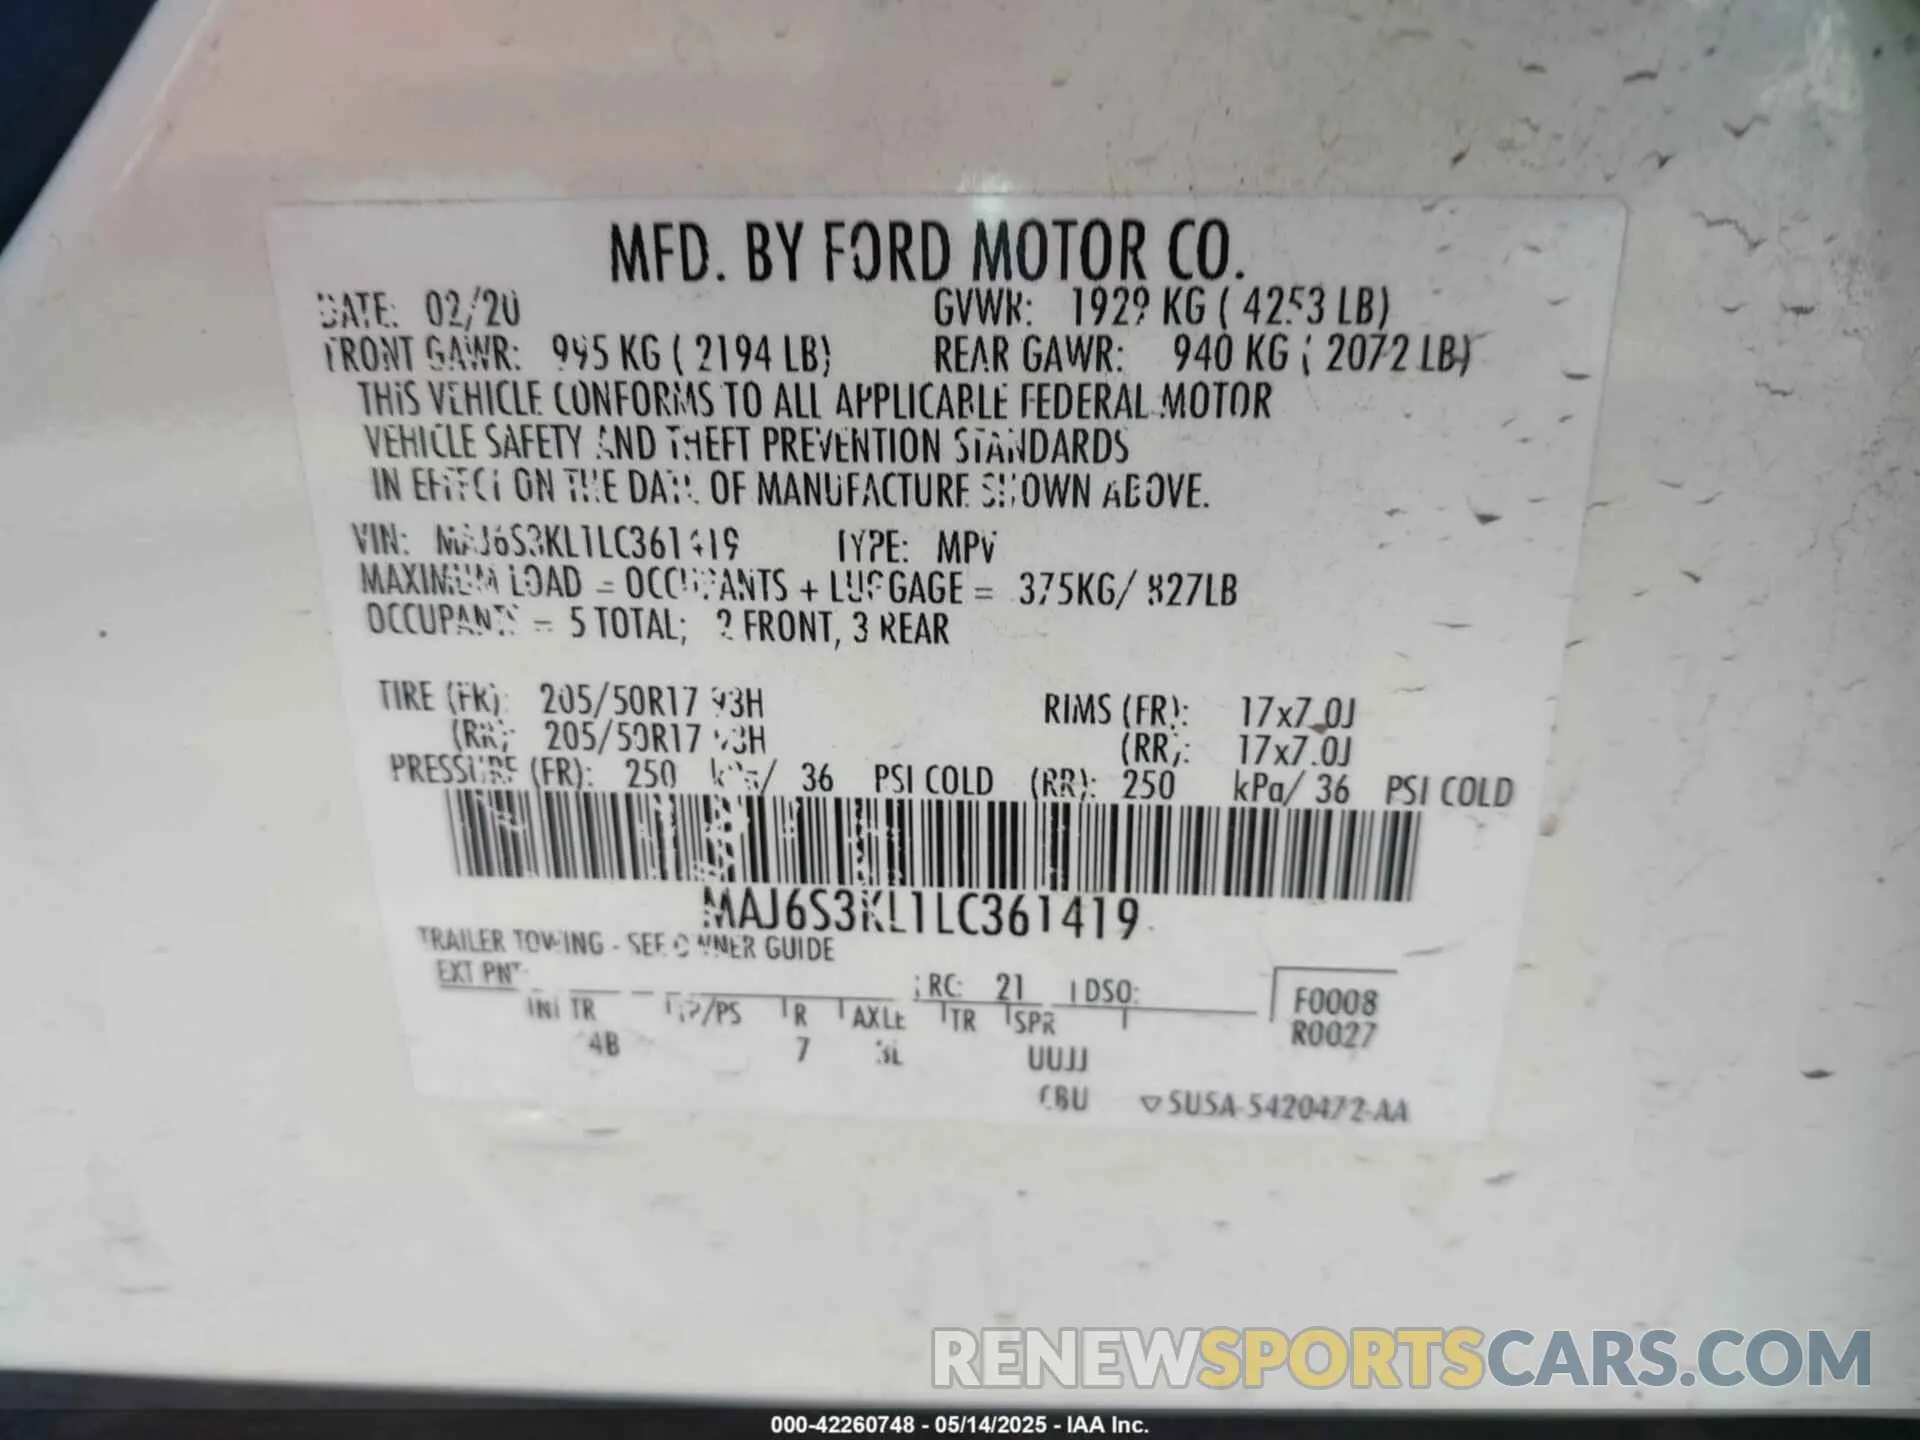 MFD. BY FORD MOTOR CO.
DATE: 02/20 GVWR: 1929 KG ( 4253 LB)
FRONT GAWR: 995 KG ( 2194 LB) REAR GAWR: 940 KG ( 2072 LB)
THIS VEHICLE CONFORMS TO ALL APPLICABLE FEDERAL MOTOR
VEHICLE SAFETY AND THEFT PREVENTION STANDARDS
IN EFFECT ON THE DATE OF MANUFACTURE SHOWN ABOVE.
VIN: MAJ6S3KL1LC361419 TYPE: MPV
MAXIMUM LOAD = OCCUPANTS + LUGGAGE = 375KG/ 827LB
OCCUPANTS = 5 TOTAL; 2 FRONT, 3 REAR
TIRE (FR): 205/50R17 93H RIMS (FR): 17x7.0J
(RR): 205/50R17 93H (RR): 17x7.0J
PRESSURE (FR): 250 kPa/ 36 PSI COLD (RR): 250 kPa/ 36 PSI COLD
MAJ6S3KL1LC361419
TRAILER TOWING - SEE OWNER GUIDE
EXT PNT: RC: 21 DSO: F0008
INT TR TP/PS R AXLE TR SPR R0027
4B 7 3L UUJJ
CBU ▽ SUSA-5420472-AA
RENEWSPORTSCARS.COM
000-42260748 - 05/14/2025 - IAA Inc.